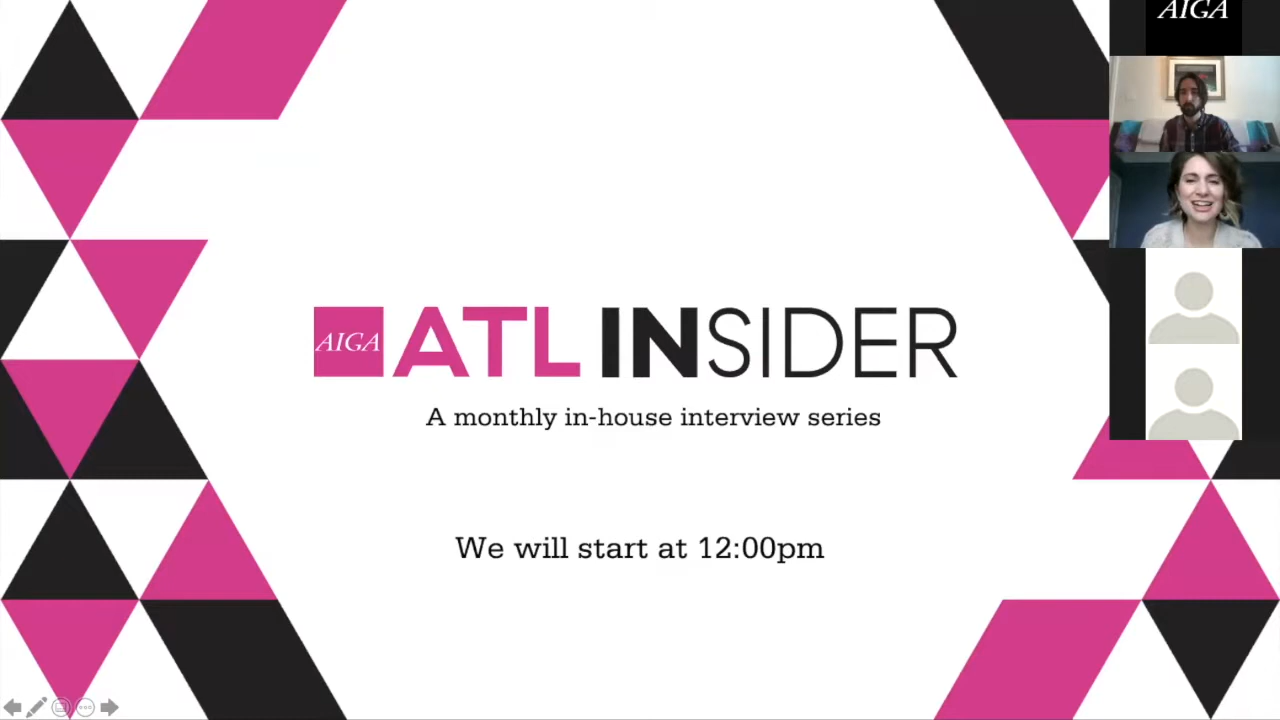 AIGA
AIGA ATL INSIDER
A monthly in-house interview series
We will start at 12:00pm